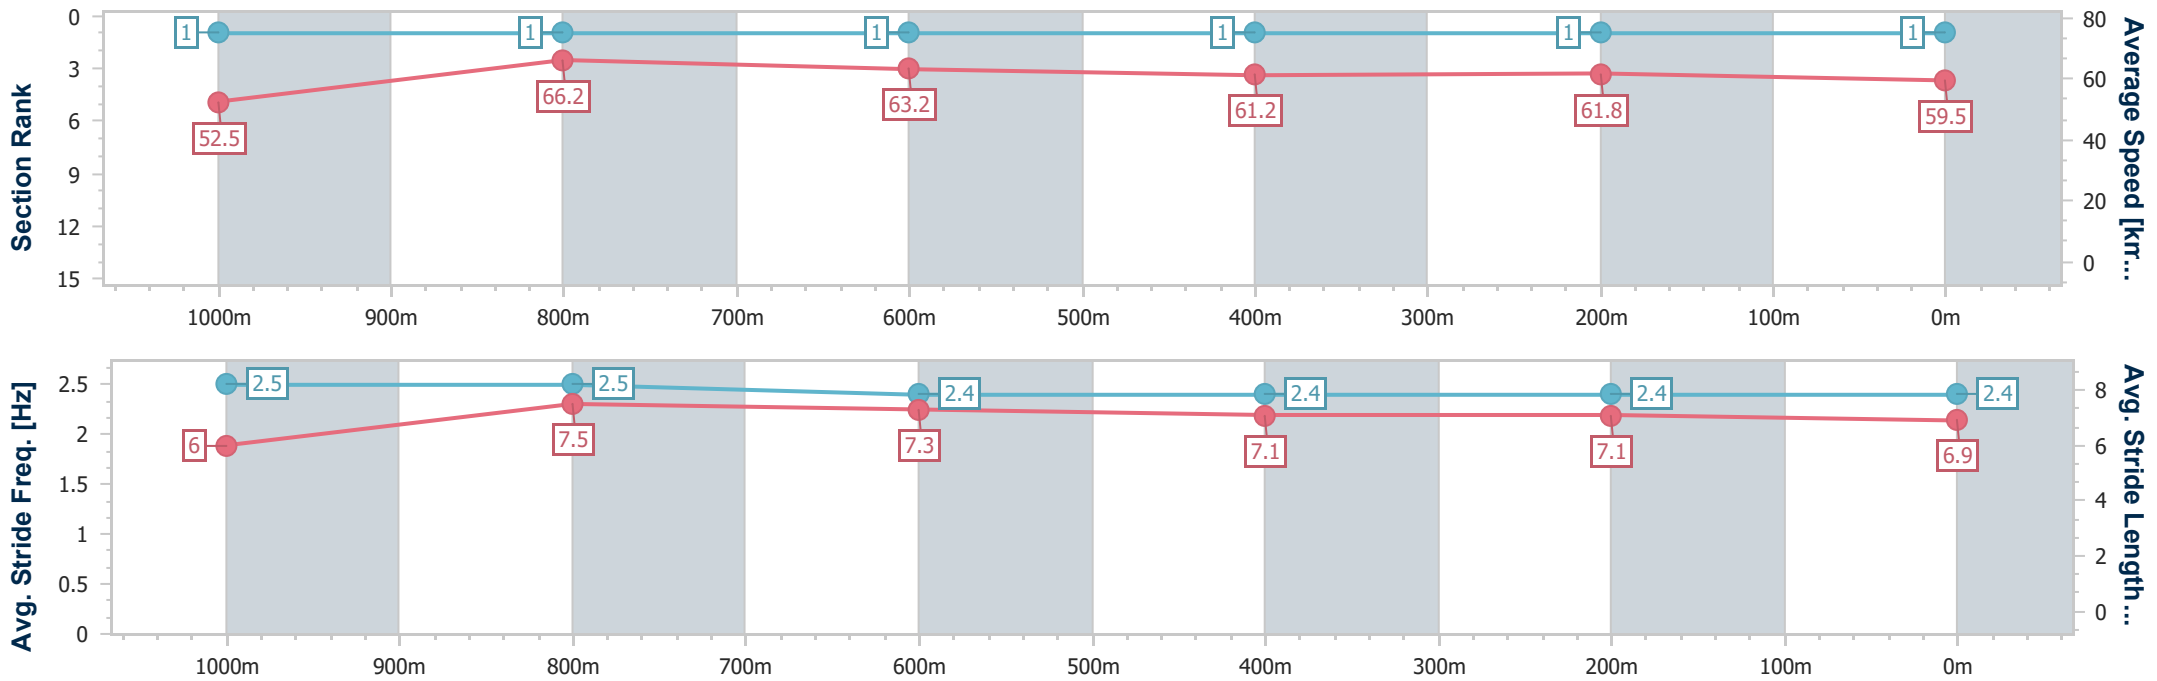 Section Rank
0
3
6
9
12
15
1 1 1 1 1 1
52.5 66.2 63.2 61.2 61.8 59.5
80
60
40
20
0
Average Speed [km...
1000m 900m 800m 700m 600m 500m 400m 300m 200m 100m 0m
Avg. Stride Freq. [Hz]
2.5
2
1.5
1
0.5
0
2.5 2.5 2.4 2.4 2.4 2.4
6 7.5 7.3 7.1 7.1 6.9
8
6
4
2
0
Avg. Stride Length...
1000m 900m 800m 700m 600m 500m 400m 300m 200m 100m 0m